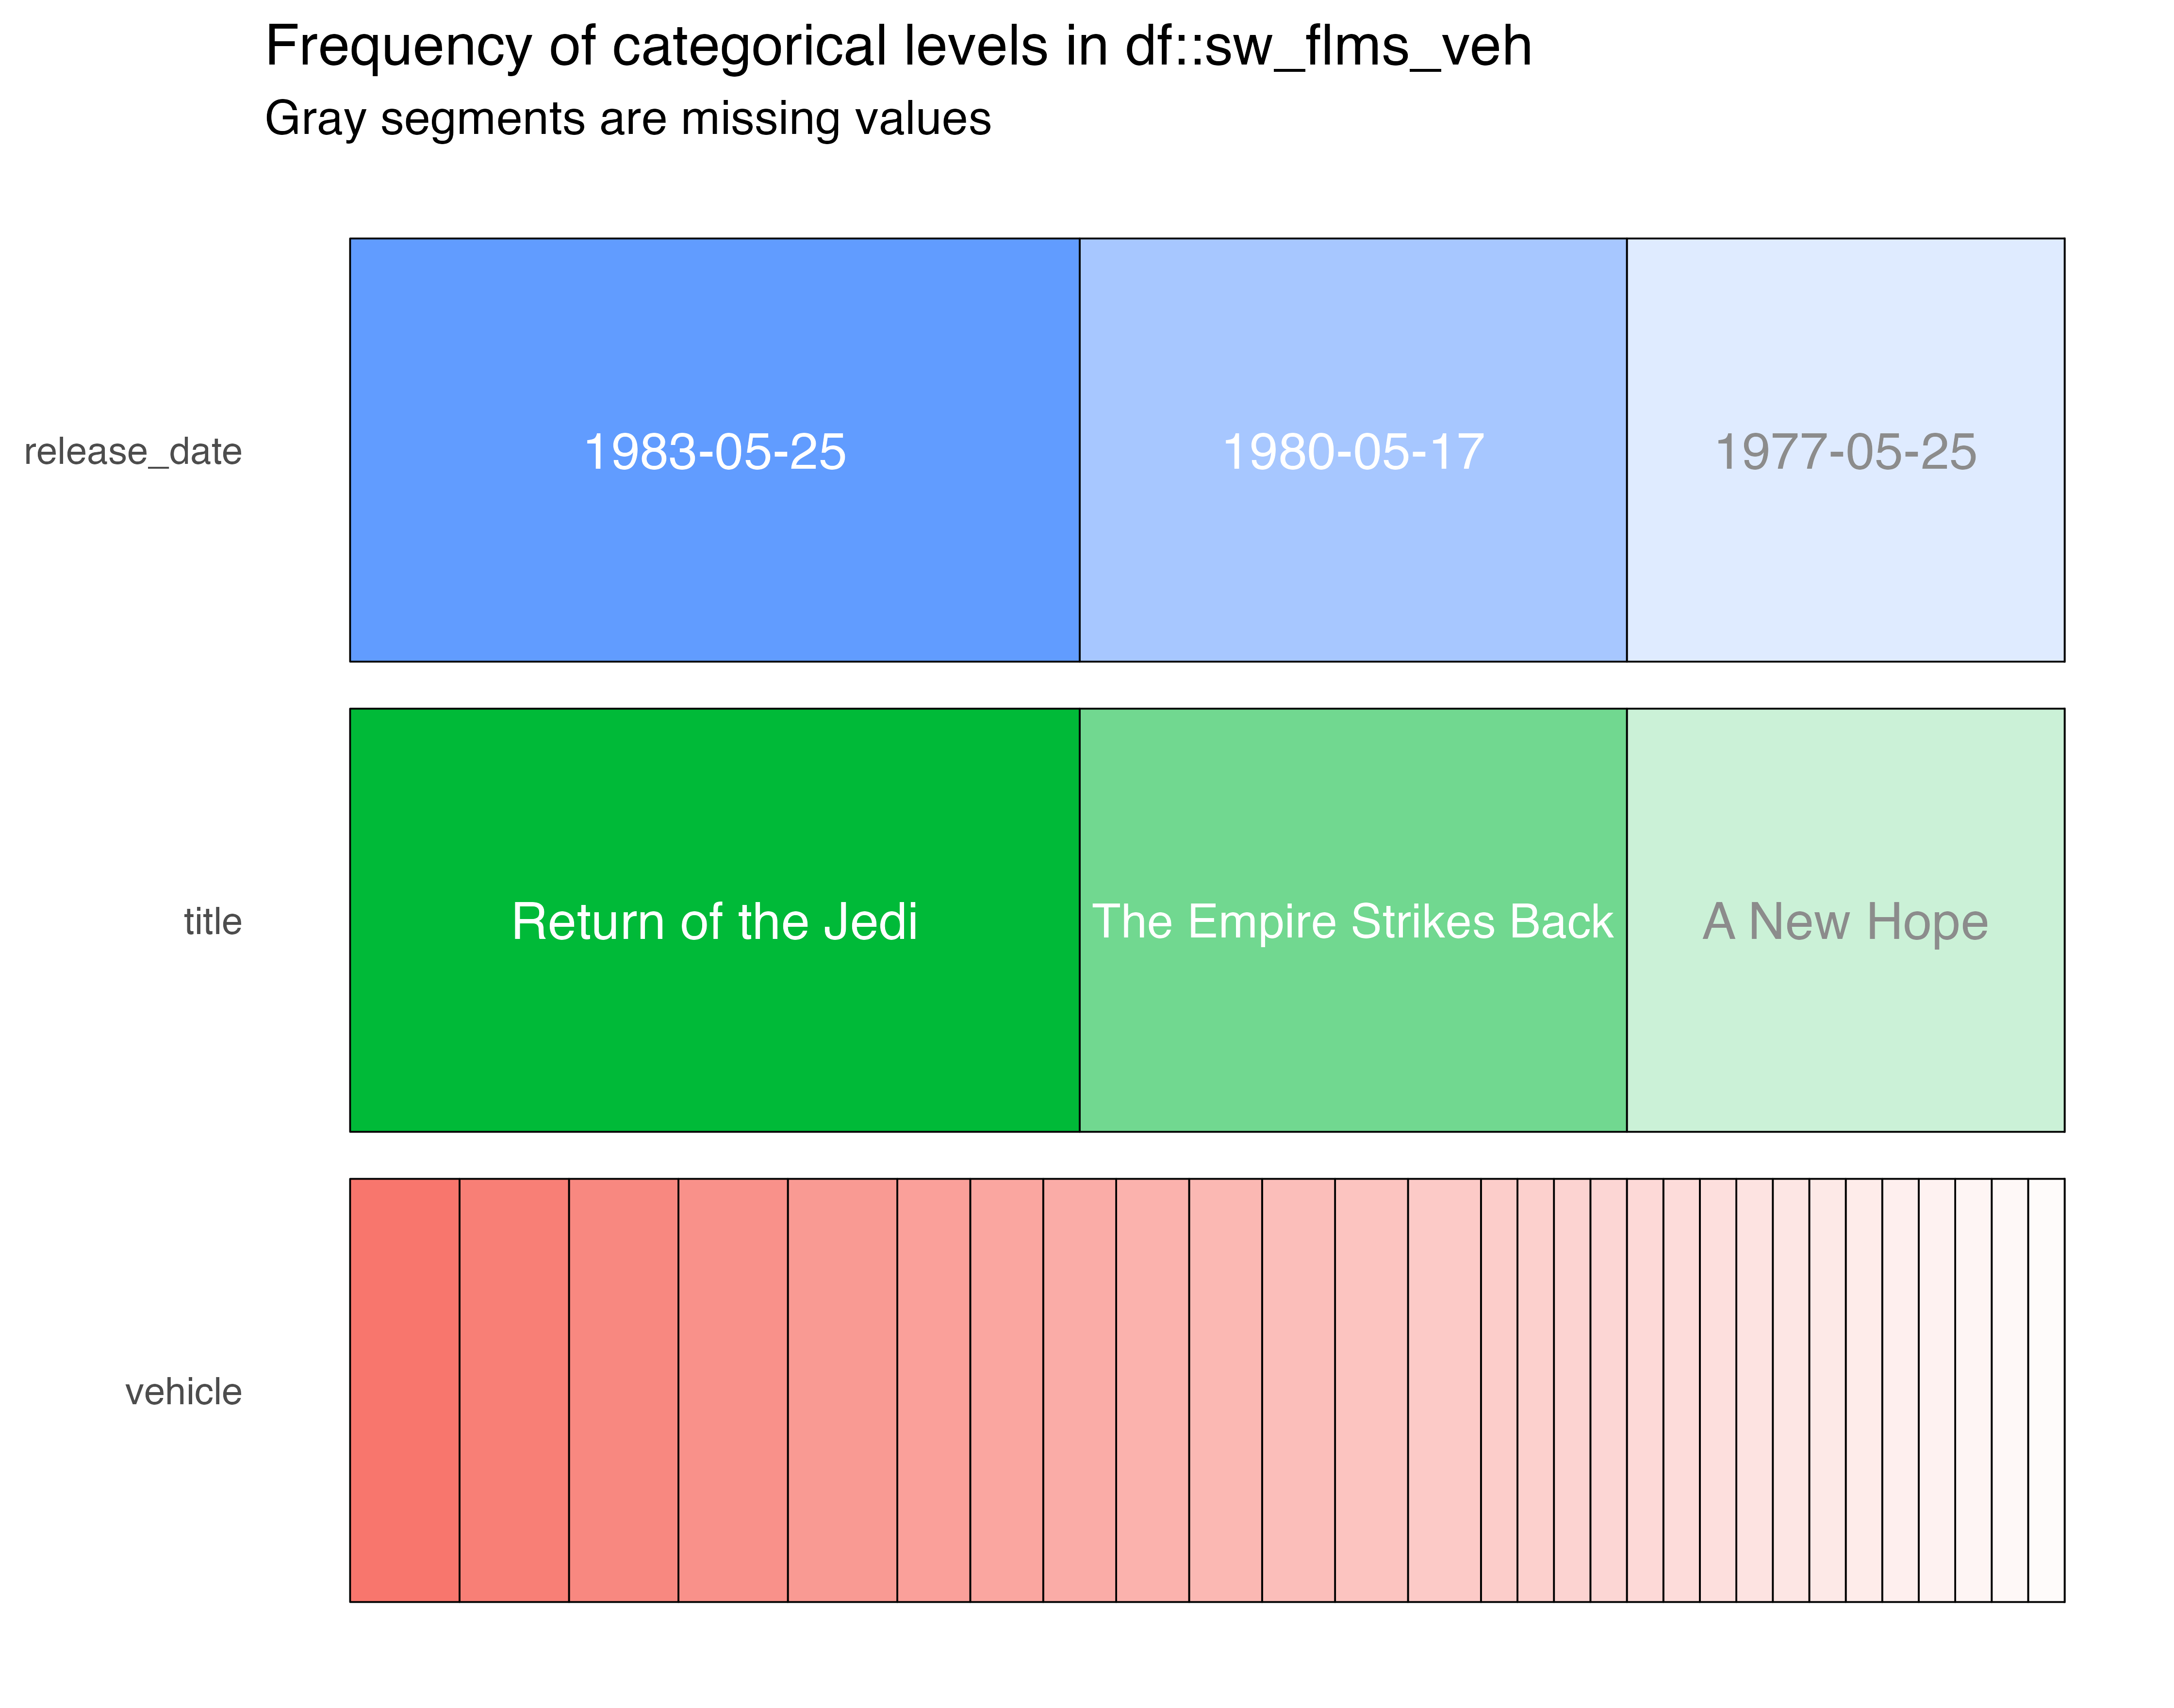 Frequency of categorical levels in df::sw_flms_veh
Gray segments are missing values
release_date
1983-05-25
1980-05-17
1977-05-25
title
Return of the Jedi
The Empire Strikes Back
A New Hope
vehicle